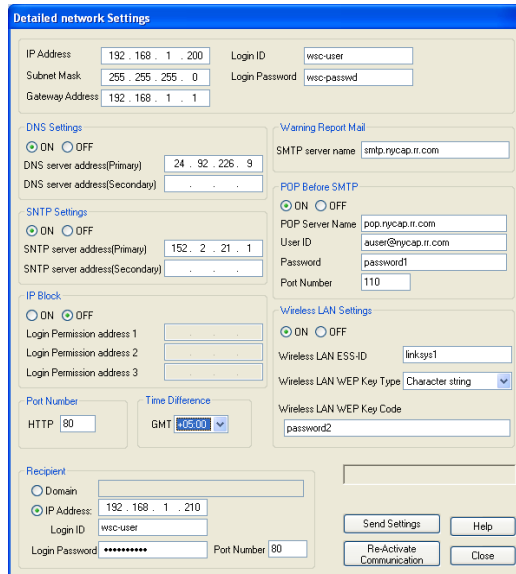 Detailed network Settings
IP Address 192 . 168 . 1 . 200 Login ID wsc-user
Subnet Mask 255 . 255 . 255 . 0 Login Password wsc-passwd
Gateway Address 192 . 168 . 1 . 1
DNS Settings
ON OFF
DNS server address(Primary) 24 . 92 . 226 . 9
DNS server address(Secondary) . . .
SNTP Settings
ON OFF
SNTP server address(Primary) 152 . 2 . 21 . 1
SNTP server address(Secondary) . . .
IP Block
ON OFF
Login Permission address 1 . . .
Login Permission address 2 . . .
Login Permission address 3 . . .
Port Number
HTTP 80
Time Difference
GMT +05:00
Warning Report Mail
SMTP server name smtp.nycap.rr.com
POP Before SMTP
ON OFF
POP Server Name pop.nycap.rr.com
User ID auser@nycap.rr.com
Password password1
Port Number 110
Wireless LAN Settings
ON OFF
Wireless LAN ESS-ID linksys1
Wireless LAN WEP Key Type Character string
Wireless LAN WEP Key Code
password2
Recipient
Domain
IP Address: 192 . 168 . 1 . 210
Login ID wsc-user
Login Password •••••••••• Port Number 80
Send Settings Help
Re-Activate
Communication Close